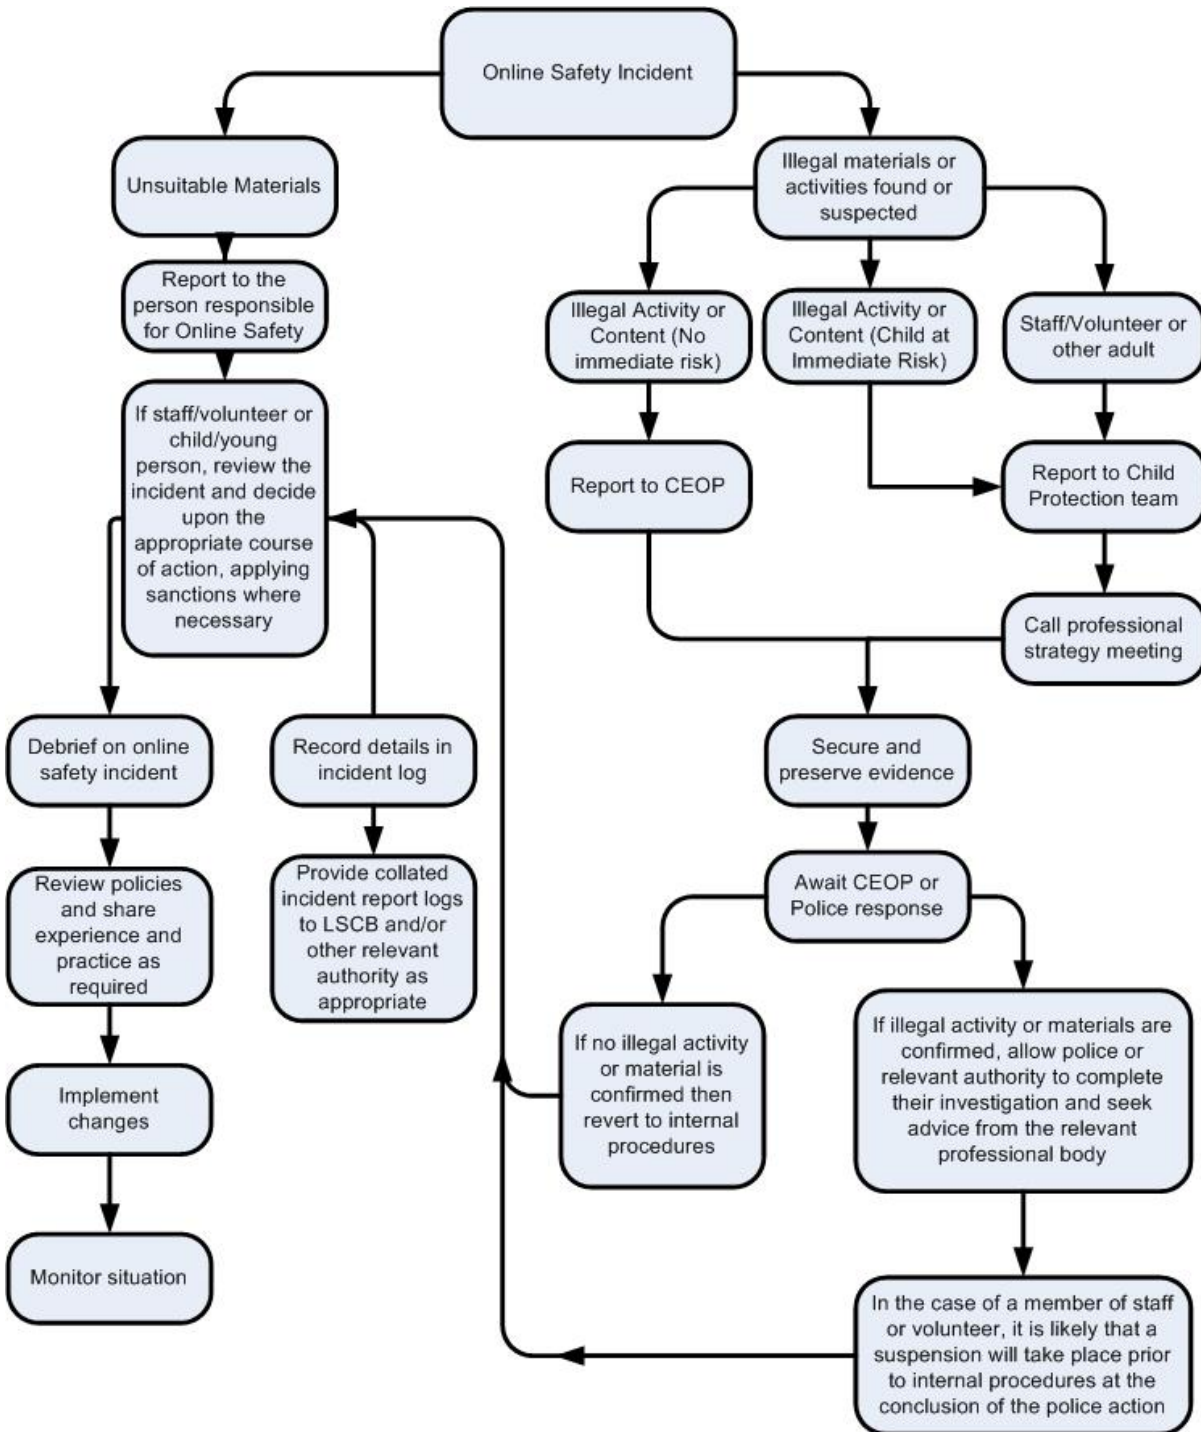 Online Safety Incident
Unsuitable Materials
Illegal materials or
activities found or
suspected
Report to the
person responsible
for Online Safety
Illegal Activity or
Content (No
immediate risk)
Illegal Activity or
Content (Child at
Immediate Risk)
Staff/Volunteer or
other adult
If staff/volunteer or
child/young
person, review the
incident and decide
upon the
appropriate course
of action, applying
sanctions where
necessary
Report to CEOP
Report to Child
Protection team
Call professional
strategy meeting
Debrief on online
safety incident
Record details in
incident log
Secure and
preserve evidence
Review policies
and share
experience and
practice as
required
Provide collated
incident report logs
to LSCB and/or
other relevant
authority as
appropriate
Await CEOP or
Police response
If no illegal activity
or material is
confirmed then
revert to internal
procedures
If illegal activity or materials are
confirmed, allow police or
relevant authority to complete
their investigation and seek
advice from the relevant
professional body
Implement
changes
Monitor situation
In the case of a member of staff
or volunteer, it is likely that a
suspension will take place prior
to internal procedures at the
conclusion of the police action